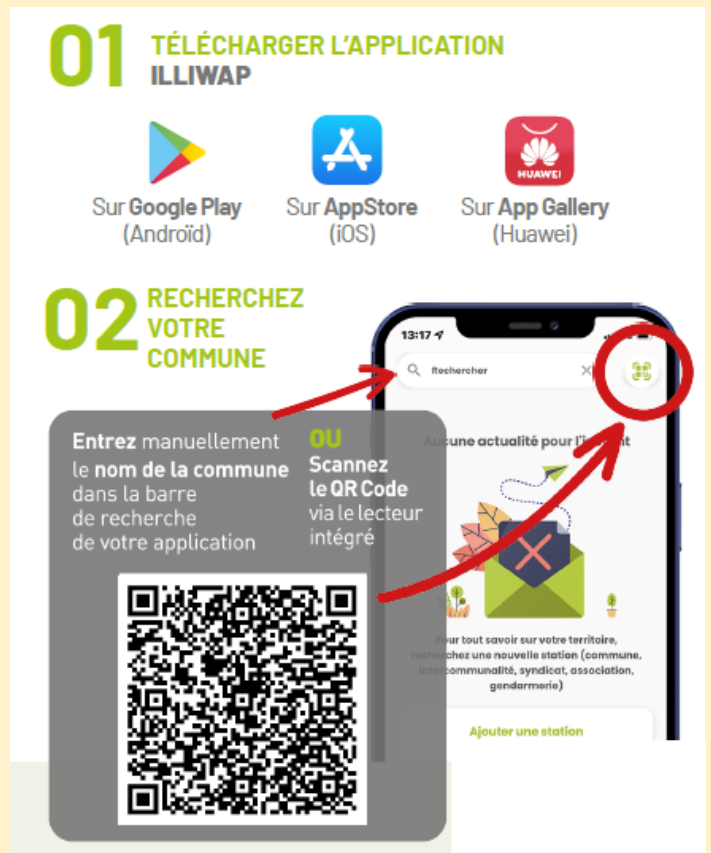 01 TÉLÉCHARGER L'APPLICATION
ILLIWAP
HUAWEI
Sur Google Play
(Androïd)
Sur AppStore
(iOS)
Sur App Gallery
(Huawei)
02 RECHERCHEZ
VOTRE
COMMUNE
Entrez manuellement
le nom de la commune
dans la barre
de recherche
de votre application
OU
Scannez
le QR Code
via le lecteur
intégré
13:17
Rechercher
Aucune actualité pour l'instant
Pour tout savoir sur votre territoire,
recherchez une nouvelle station (commune,
intercommunalité, syndicat, association,
gendarmerie)
Ajouter une station